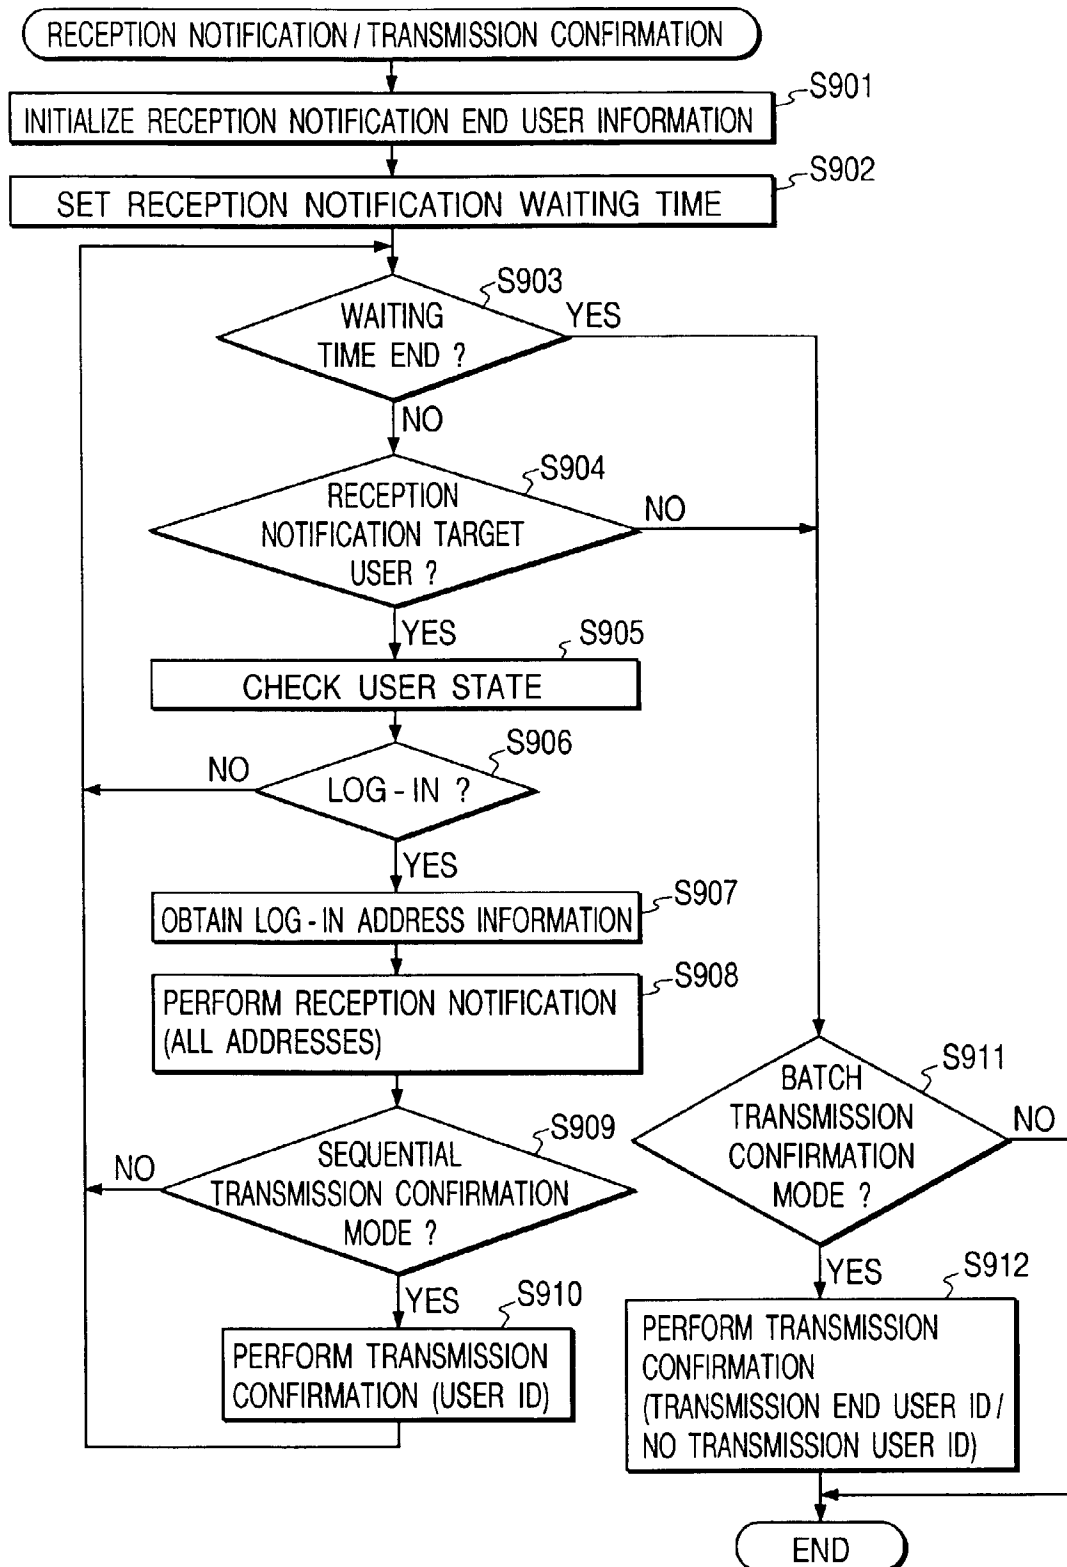 RECEPTION NOTIFICATION / TRANSMISSION CONFIRMATION
S901
INITIALIZE RECEPTION NOTIFICATION END USER INFORMATION
S902
SET RECEPTION NOTIFICATION WAITING TIME
S903
WAITING
TIME END ?
YES
NO
S904
RECEPTION
NOTIFICATION TARGET
USER ?
NO
YES
S905
CHECK USER STATE
S906
LOG-IN ?
NO
YES
S907
OBTAIN LOG-IN ADDRESS INFORMATION
S908
PERFORM RECEPTION NOTIFICATION
(ALL ADDRESSES)
S909
SEQUENTIAL
TRANSMISSION CONFIRMATION
MODE ?
NO
YES
S910
PERFORM TRANSMISSION
CONFIRMATION (USER ID)
S911
BATCH
TRANSMISSION
CONFIRMATION
MODE ?
NO
YES
S912
PERFORM TRANSMISSION
CONFIRMATION
(TRANSMISSION END USER ID /
NO TRANSMISSION USER ID)
END